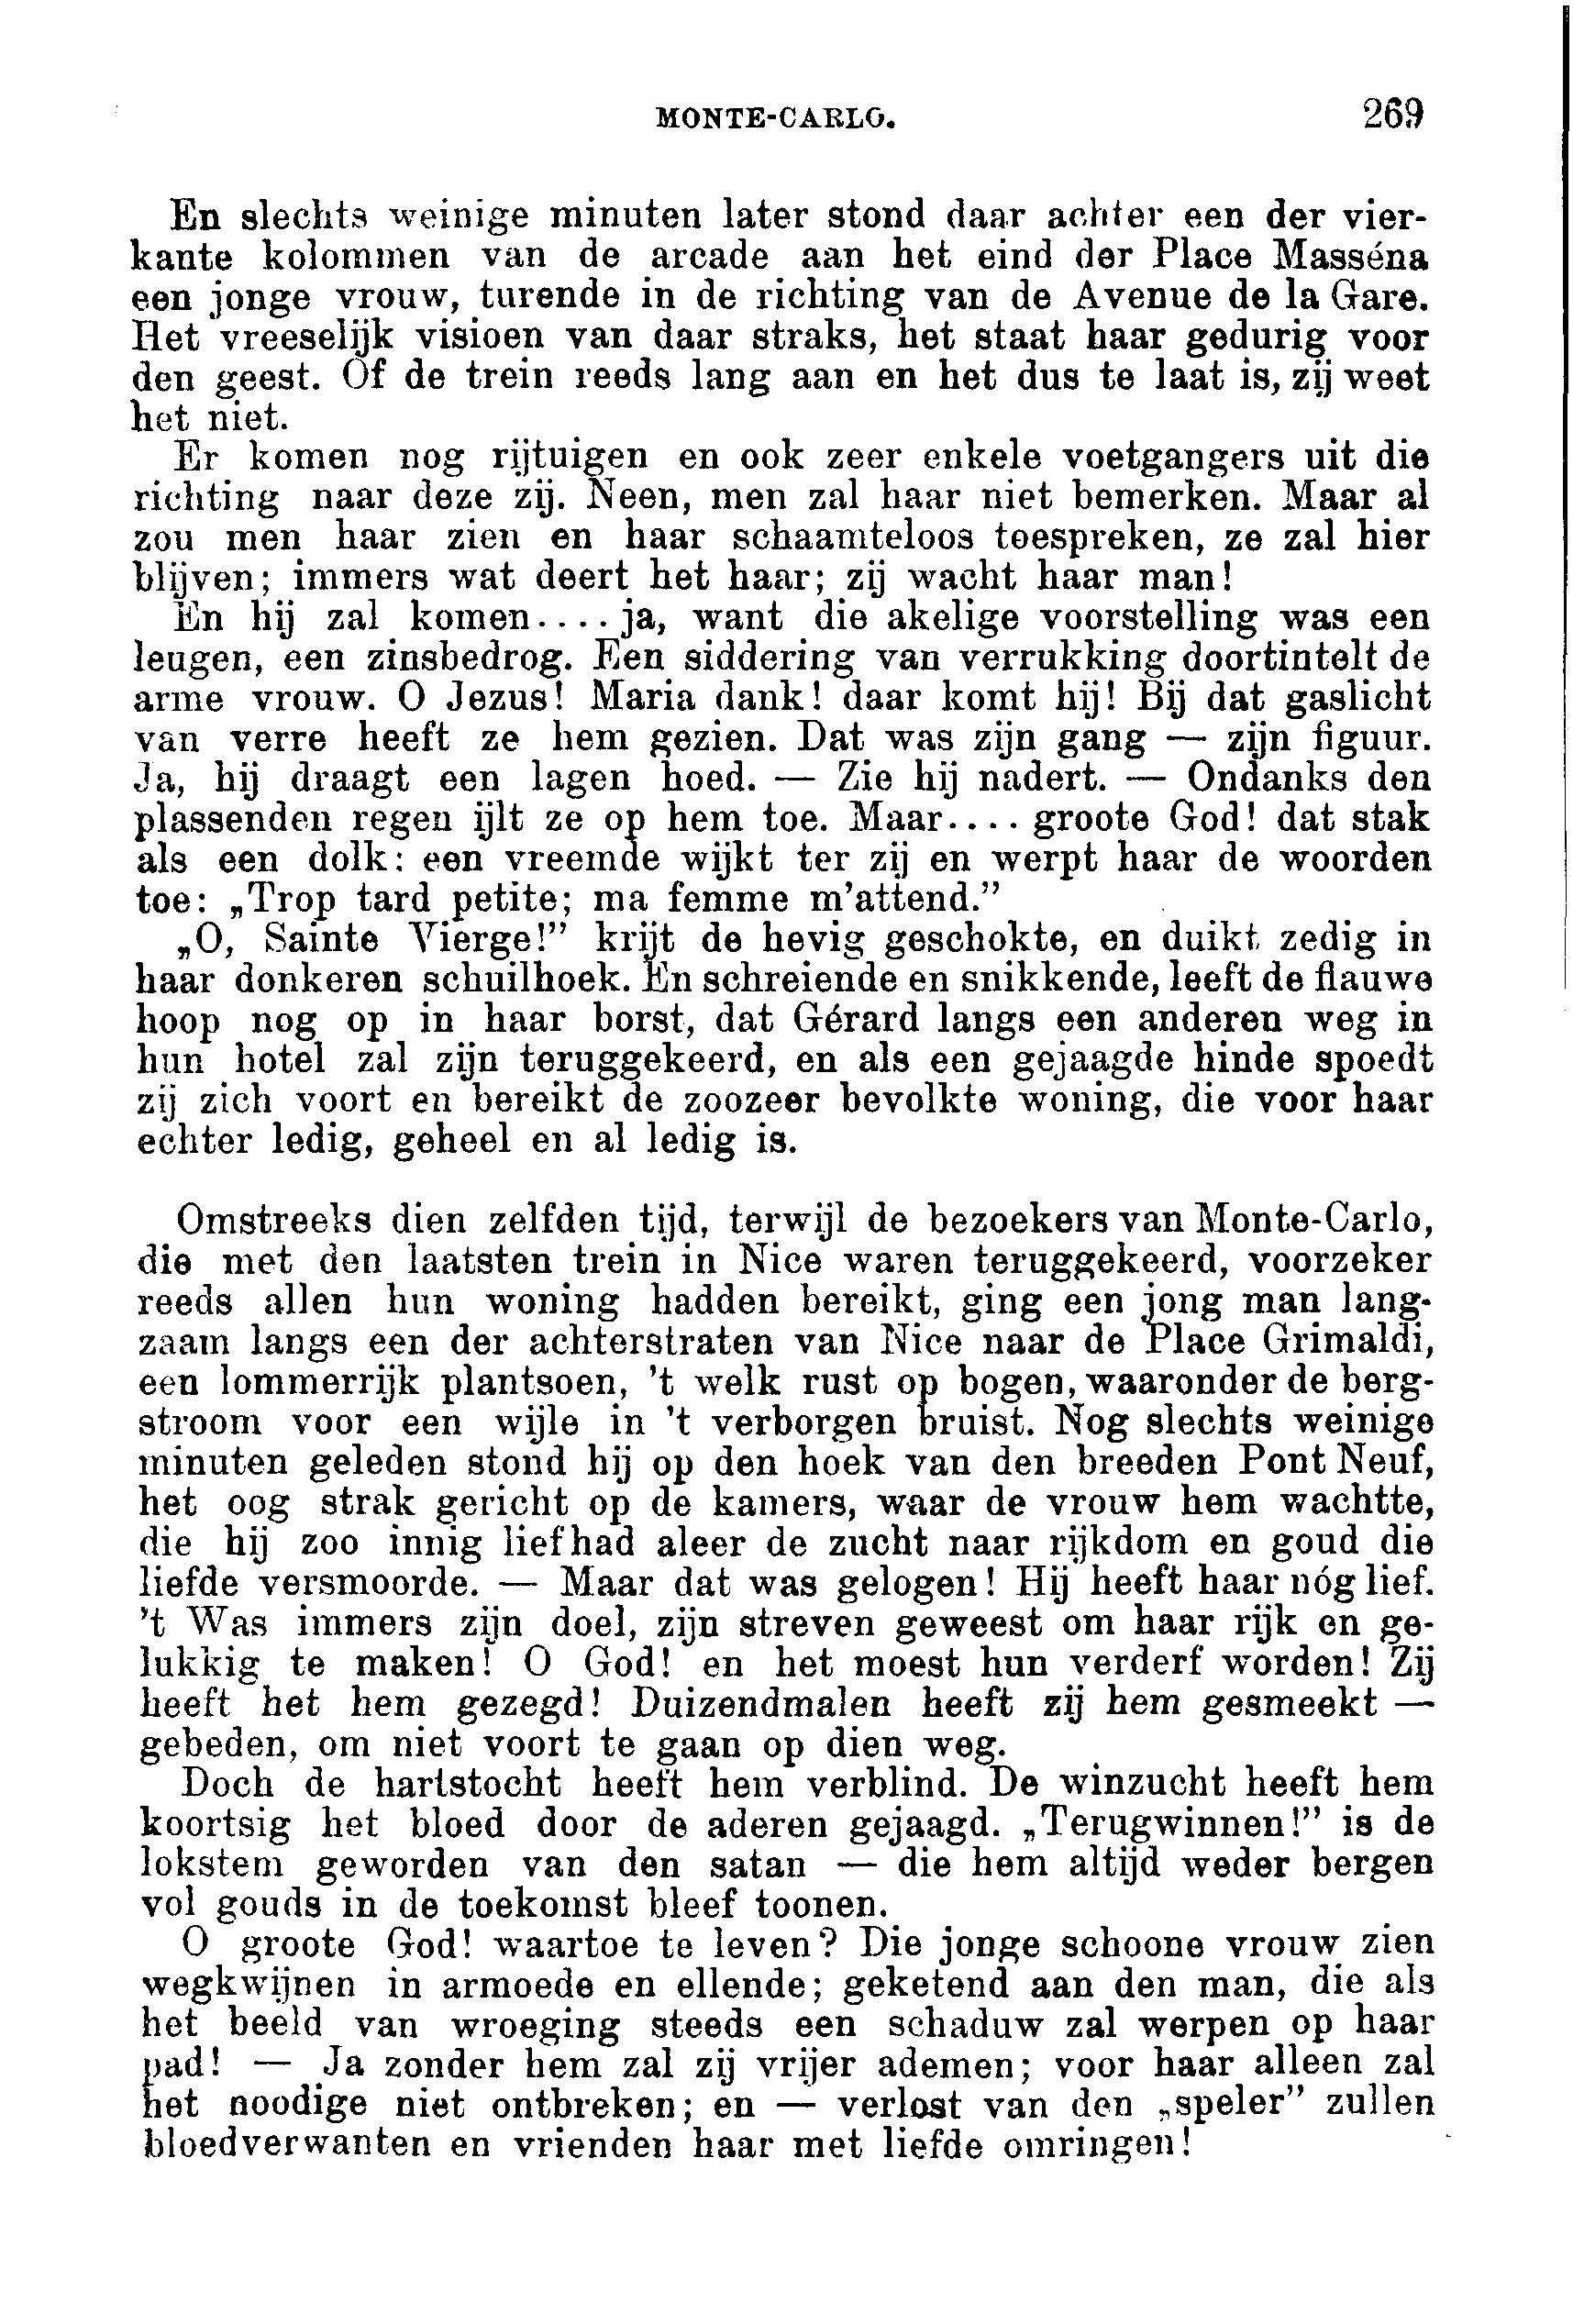 MONTE-CARLO. 269
En slechts weinige minuten later stond daar achter een der vier-
kante kolommen van de arcade aan het eind der Place Masséna
een jonge vrouw, turende in de richting van de Avenue de la Gare.
Het vreeselijk visioen van daar straks, het staat haar gedurig voor
den geest. Of de trein reeds lang aan en het dus te laat is, zij weet
het niet.
Er komen nog rijtuigen en ook zeer enkele voetgangers uit die
richting naar deze zij. Neen, men zal haar niet bemerken. Maar al
zou men haar zien en haar schaamteloos toespreken, ze zal hier
blijven; immers wat deert het haar; zij wacht haar man!
En hij zal komen.... ja, want die akelige voorstelling was een
leugen, een zinsbedrog. Een siddering van verrukking doortintelt de
arme vrouw. O Jezus! Maria dank! daar komt hij! Bij dat gaslicht
van verre heeft ze hem gezien. Dat was zijn gang — zijn figuur.
Ja, hij draagt een lagen hoed. — Zie hij nadert. — Ondanks den
plassenden regen ijlt ze op hem toe. Maar.... groote God! dat stak
als een dolk: een vreemde wijkt ter zij en werpt haar de woorden
toe: „Trop tard petite; ma femme m'attend.”
„O, Sainte Vierge!” krijt de hevig geschokte, en duikt zedig in
haar donkeren schuilhoek. En schreiende en snikkende, leeft de flauwe
hoop nog op in haar borst, dat Gérard langs een anderen weg in
hun hotel zal zijn teruggekeerd, en als een gejaagde hinde spoedt
zij zich voort en bereikt de zoozeer bevolkte woning, die voor haar
echter ledig, geheel en al ledig is.
Omstreeks dien zelfden tijd, terwijl de bezoekers van Monte-Carlo,
die met den laatsten trein in Nice waren teruggekeerd, voorzeker
reeds allen hun woning hadden bereikt, ging een jong man lang-
zaam langs een der achterstraten van Nice naar de Place Grimaldi,
een lommerrijk plantsoen, 't welk rust op bogen, waaronder de berg-
stroom voor een wijle in 't verborgen bruist. Nog slechts weinige
minuten geleden stond hij op den hoek van den breeden Pont Neuf,
het oog strak gericht op de kamers, waar de vrouw hem wachtte,
die hij zoo innig liefhad aleer de zucht naar rijkdom en goud die
liefde versmoorde. — Maar dat was gelogen! Hij heeft haar nóg lief.
't Was immers zijn doel, zijn streven geweest om haar rijk en ge-
lukkig te maken! O God! en het moest hun verderf worden! Zij
heeft het hem gezegd! Duizendmalen heeft zij hem gesmeekt —
gebeden, om niet voort te gaan op dien weg.
Doch de hartstocht heeft hem verblind. De winzucht heeft hem
koortsig het bloed door de aderen gejaagd. „Terugwinnen!” is de
lokstem geworden van den satan — die hem altijd weder bergen
vol gouds in de toekomst bleef toonen.
O groote God! waartoe te leven? Die jonge schoone vrouw zien
wegkwijnen in armoede en ellende; geketend aan den man, die als
het beeld van wroeging steeds een schaduw zal werpen op haar
pad! — Ja zonder hem zal zij vrijer ademen; voor haar alleen zal
het noodige niet ontbreken; en — verlost van den „speler” zullen
bloedverwanten en vrienden haar met liefde omringen!